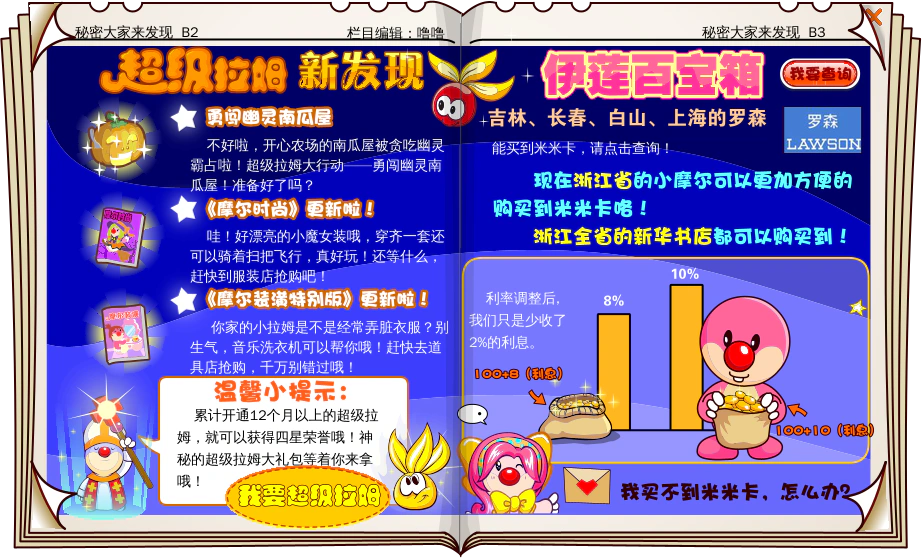 秘密大家来发现 B2
栏目编辑：噜噜
超级拉姆 新发现
勇闯幽灵南瓜屋
不好啦，开心农场的南瓜屋被贪吃幽灵
霸占啦！超级拉姆大行动——勇闯幽灵南
瓜屋！准备好了吗？
《摩尔时尚》更新啦！
哇！好漂亮的小魔女装哦，穿齐一套还
可以骑着扫把飞行，真好玩！还等什么，
赶快到服装店抢购吧！
《摩尔装潢特别版》更新啦！
你家的小拉姆是不是经常弄脏衣服？别
生气，音乐洗衣机可以帮你哦！赶快去道
具店抢购，千万别错过哦！
温馨小提示：
累计开通12个月以上的超级拉
姆，就可以获得四星荣誉哦！神
秘的超级拉姆大礼包等着你来拿
哦！
我要超级拉姆
秘密大家来发现 B3
伊莲百宝箱
我要查询
吉林、长春、白山、上海的罗森
能买到米米卡，请点击查询！
罗森
LAWSON
现在浙江省的小摩尔可以更加方便的
购买到米米卡咯！
浙江全省的新华书店都可以购买到！
利率调整后，
我们只是少收了
2%的利息。
8%
10%
100+8（利息）
100+10（利息）
我买不到米米卡，怎么办？